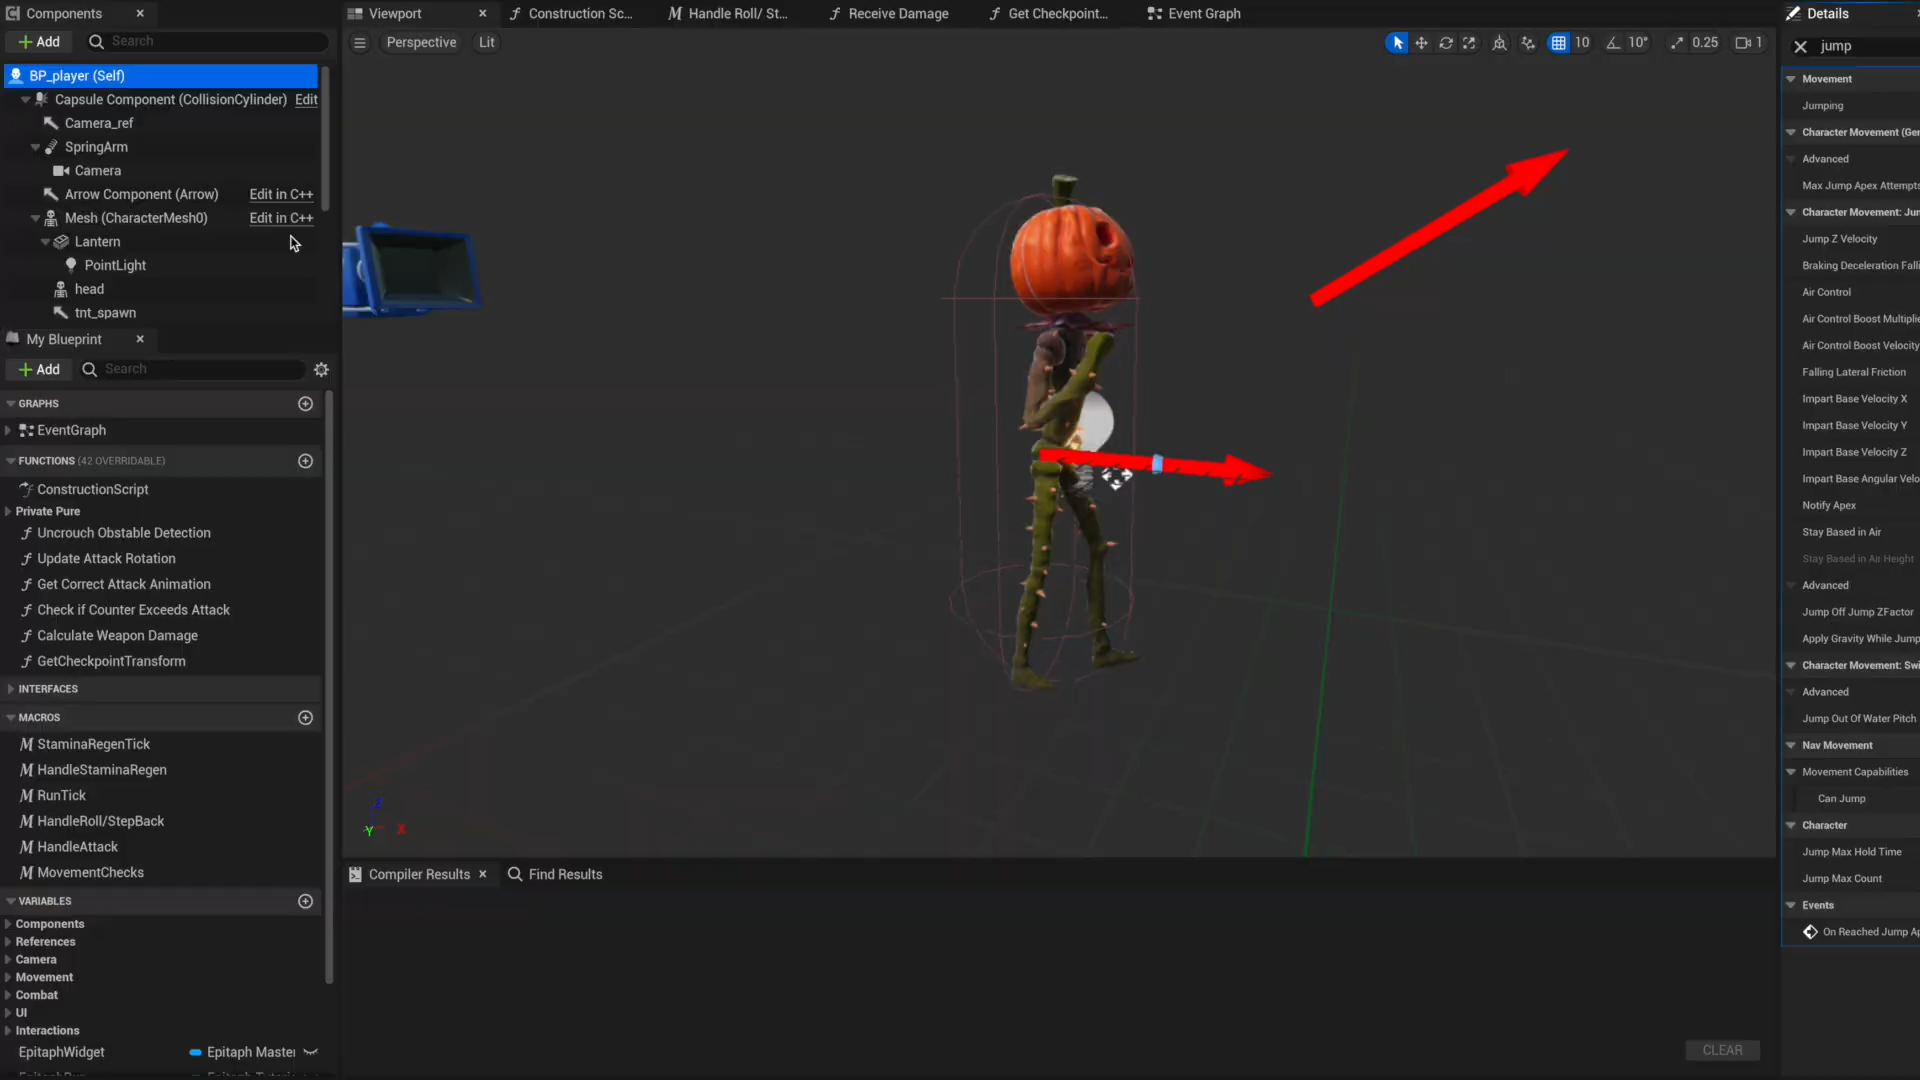 Components
Add
Search
BP_player (Self)
Capsule Component (CollisionCylinder) Edit
Camera_ref
SpringArm
Camera
Arrow Component (Arrow) Edit in C++
Mesh (CharacterMesh0) Edit in C++
Lantern
PointLight
head
tnt_spawn
My Blueprint
Add
Search
GRAPHS
EventGraph
FUNCTIONS (42 OVERRIDABLE)
ConstructionScript
Private Pure
Uncrouch Obstable Detection
Update Attack Rotation
Get Correct Attack Animation
Check if Counter Exceeds Attack
Calculate Weapon Damage
GetCheckpointTransform
INTERFACES
MACROS
StaminaRegenTick
HandleStaminaRegen
RunTick
HandleRoll/StepBack
HandleAttack
MovementChecks
VARIABLES
Components
References
Camera
Movement
Combat
UI
Interactions
EpitaphWidget Epitaph Master
Viewport
Construction Sc...
Handle Roll/ St...
Receive Damage
Get Checkpoint...
Event Graph
Perspective
Lit
10
10°
0.25
1
Z
Y
X
Compiler Results
Find Results
CLEAR
Details
jump
Movement
Jumping
Character Movement (Ger
Advanced
Max Jump Apex Attempts
Character Movement: Jum
Jump Z Velocity
Braking Deceleration Falli
Air Control
Air Control Boost Multiplie
Air Control Boost Velocity
Falling Lateral Friction
Impart Base Velocity X
Impart Base Velocity Y
Impart Base Velocity Z
Impart Base Angular Velo
Notify Apex
Stay Based in Air
Stay Based in Air Height
Advanced
Jump Off Jump ZFactor
Apply Gravity While Jump
Character Movement: Swi
Advanced
Jump Out Of Water Pitch
Nav Movement
Movement Capabilities
Can Jump
Character
Jump Max Hold Time
Jump Max Count
Events
On Reached Jump Ap